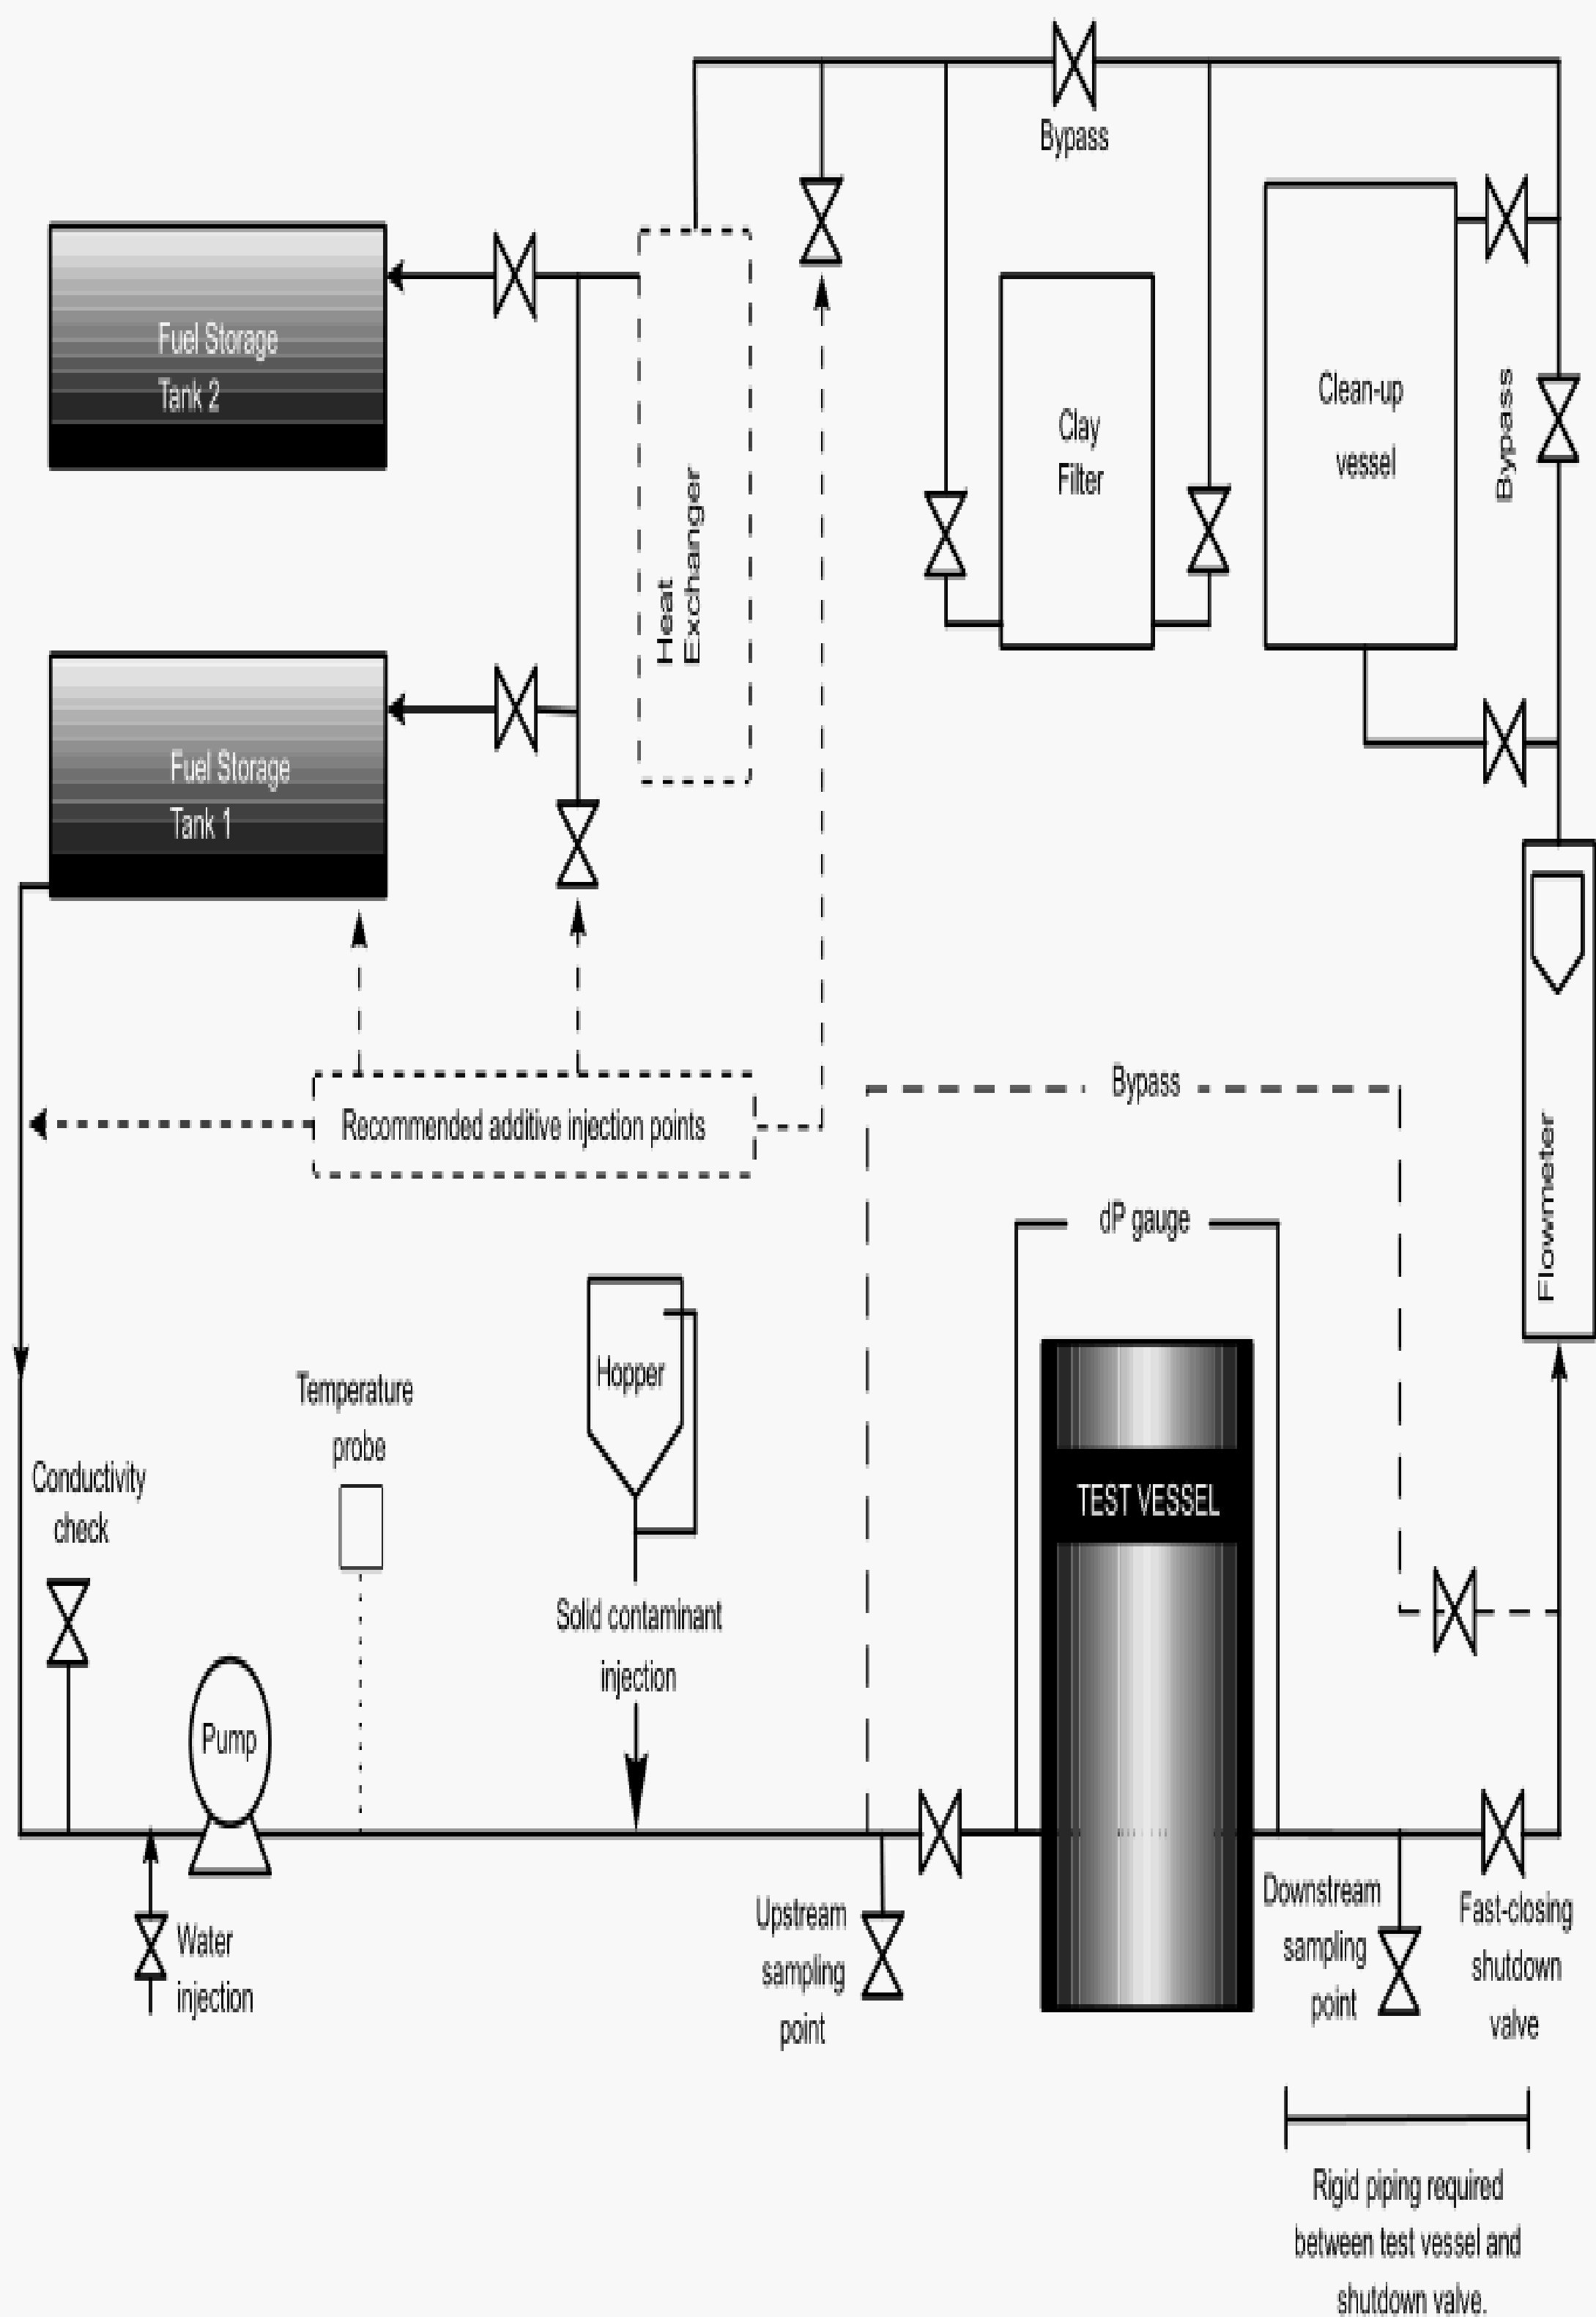 Bypass
Fuel Storage
Tank 2
Clay
Filter
Clean-up
vessel
Bypass
Heat
Exchanger
Fuel Storage
Tank 1
Recommended additive injection points
Bypass
Flowmeter
dP gauge
Hopper
Temperature
probe
Conductivity
check
TEST VESSEL
Solid contaminant
injection
Pump
Water
injection
Upstream
sampling
point
Downstream
sampling
point
Fast-closing
shutdown
valve
Rigid piping required
between test vessel and
shutdown valve.